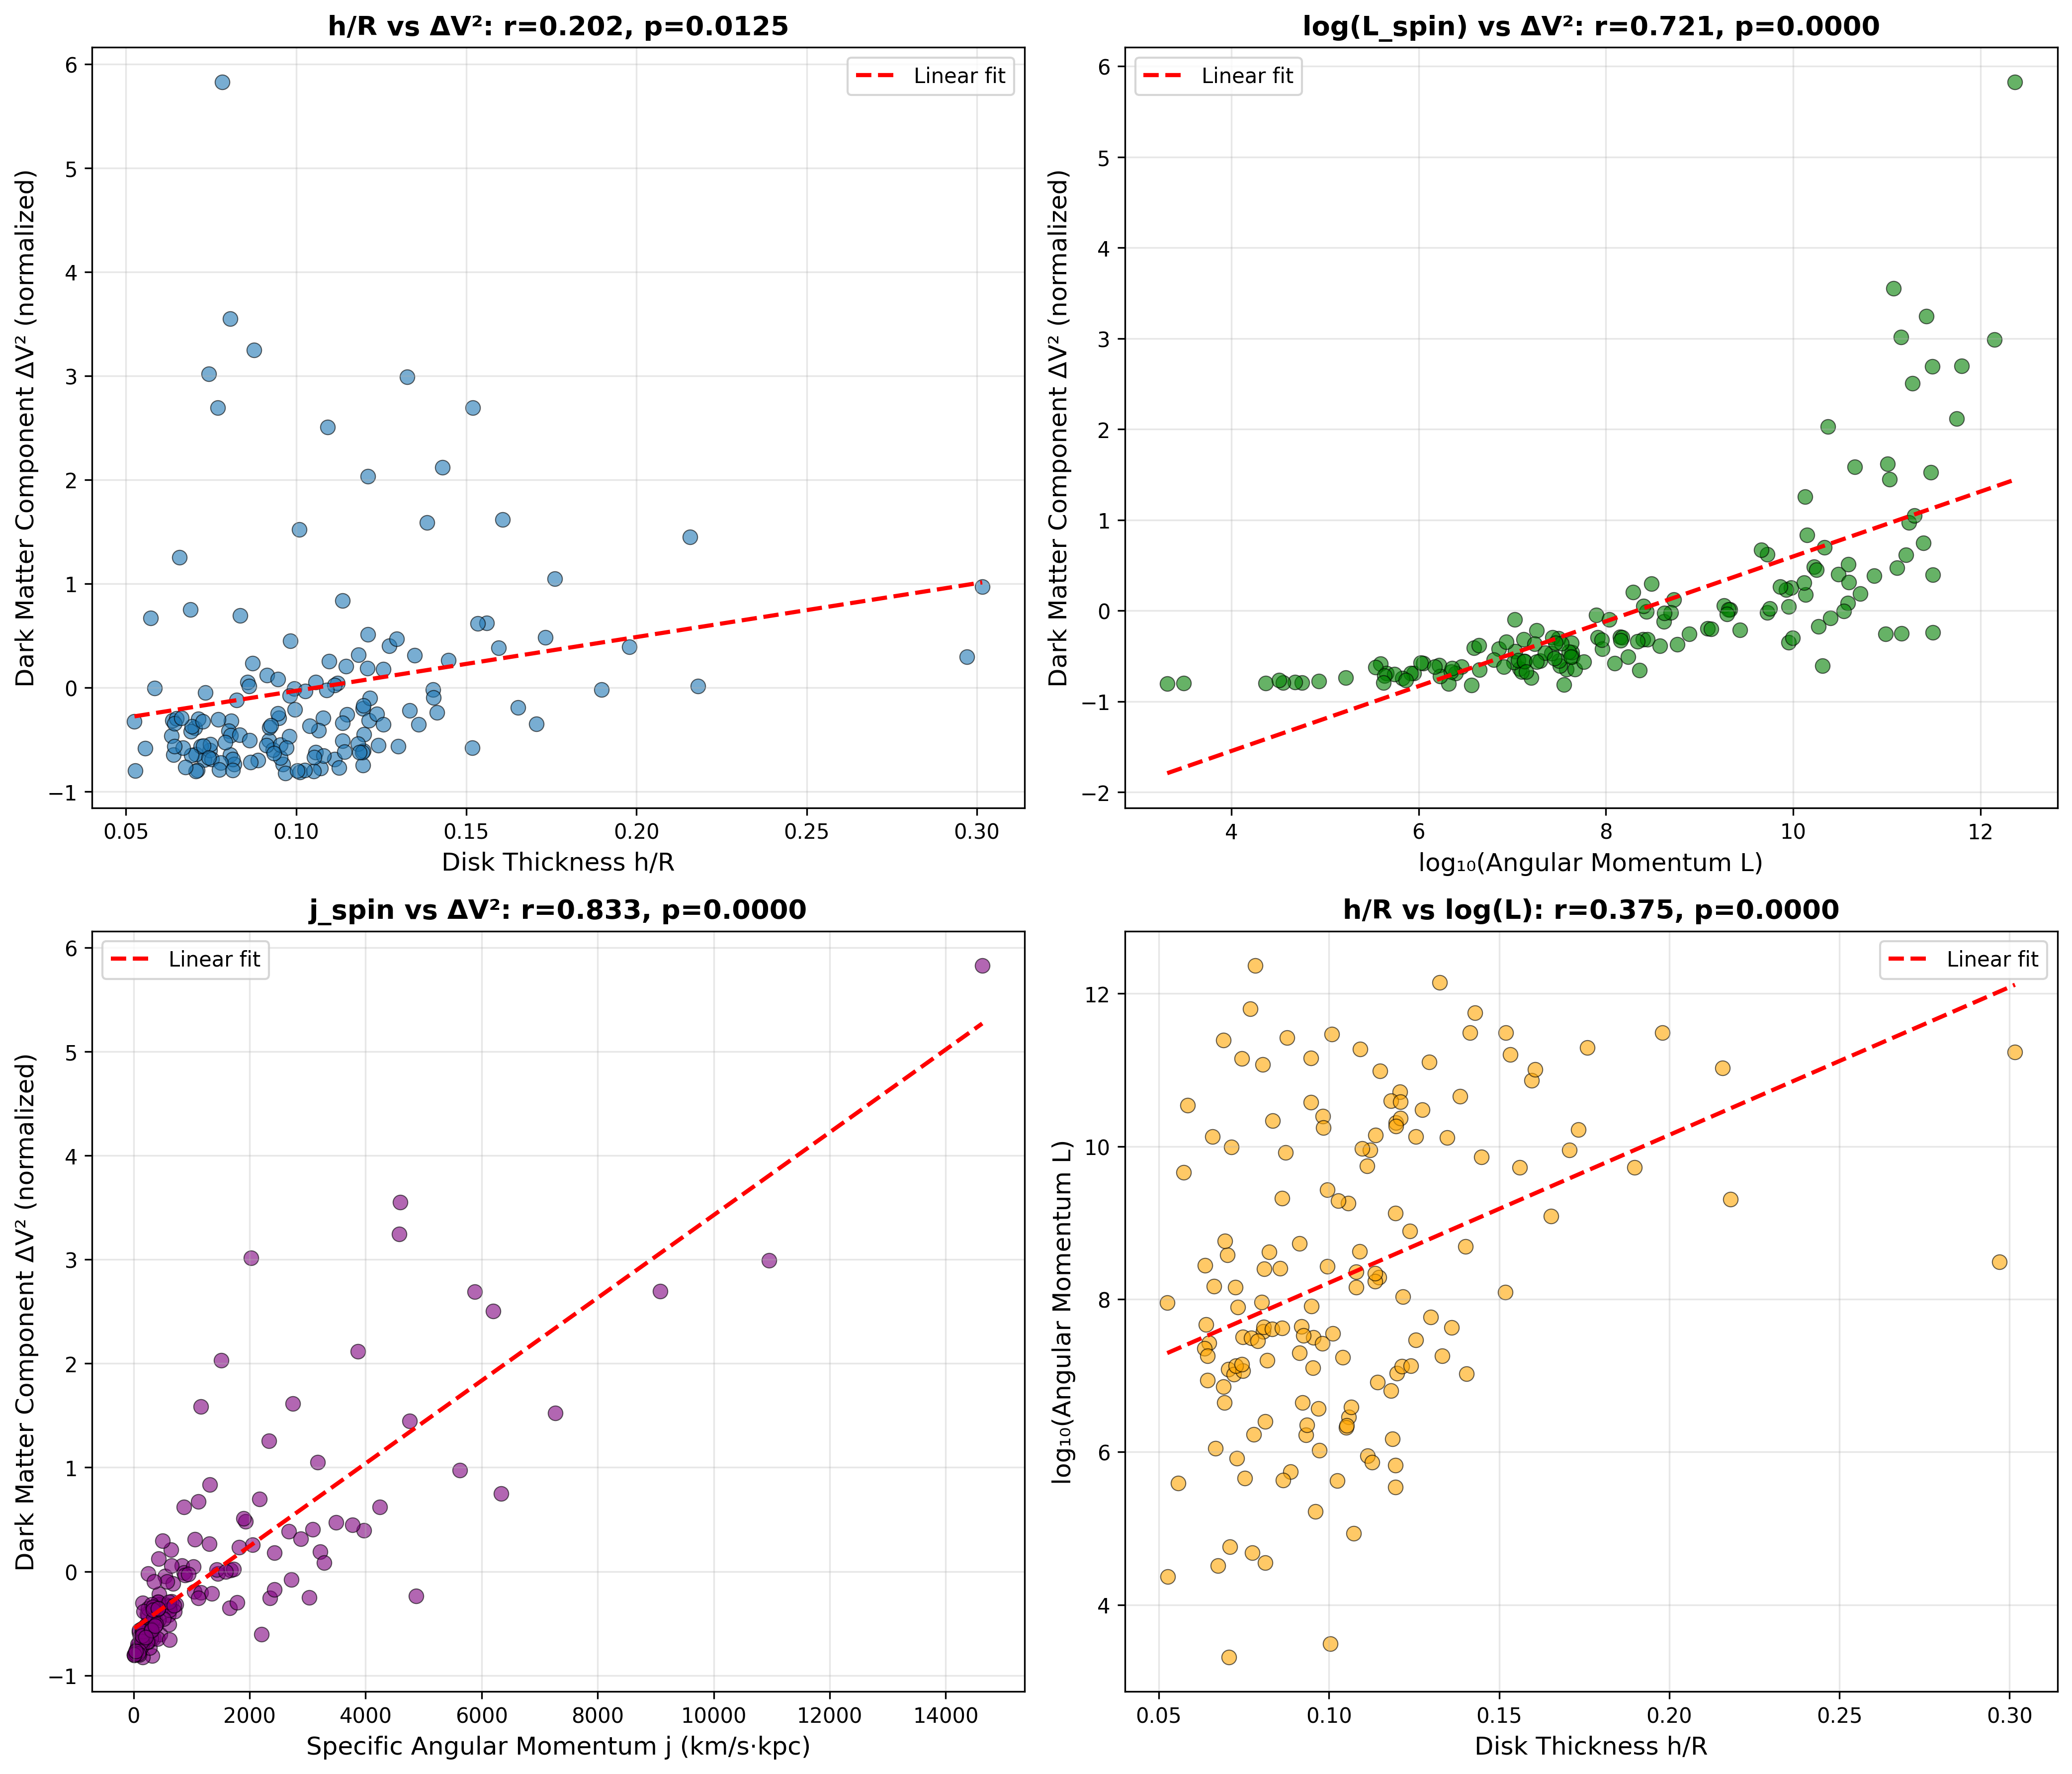 h/R vs ΔV²: r=0.202, p=0.0125
Linear fit
Dark Matter Component ΔV² (normalized)
6
5
4
3
2
1
0
−1
0.05 0.10 0.15 0.20 0.25 0.30
Disk Thickness h/R
log(L_spin) vs ΔV²: r=0.721, p=0.0000
Linear fit
Dark Matter Component ΔV² (normalized)
6
5
4
3
2
1
0
−1
−2
4 6 8 10 12
log₁₀(Angular Momentum L)
j_spin vs ΔV²: r=0.833, p=0.0000
Linear fit
Dark Matter Component ΔV² (normalized)
6
5
4
3
2
1
0
−1
0 2000 4000 6000 8000 10000 12000 14000
Specific Angular Momentum j (km/s·kpc)
h/R vs log(L): r=0.375, p=0.0000
Linear fit
log₁₀(Angular Momentum L)
12
10
8
6
4
0.05 0.10 0.15 0.20 0.25 0.30
Disk Thickness h/R